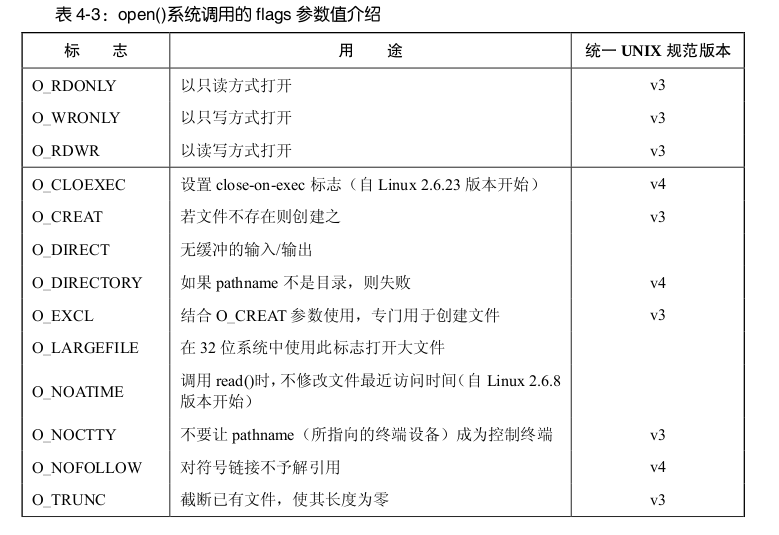 表 4-3：open()系统调用的 flags 参数值介绍
标 志 用 途 统一 UNIX 规范版本
O_RDONLY 以只读方式打开 v3
O_WRONLY 以只写方式打开 v3
O_RDWR 以读写方式打开 v3
O_CLOEXEC 设置 close-on-exec 标志（自 Linux 2.6.23 版本开始） v4
O_CREAT 若文件不存在则创建之 v3
O_DIRECT 无缓冲的输入/输出
O_DIRECTORY 如果 pathname 不是目录，则失败 v4
O_EXCL 结合 O_CREAT 参数使用，专门用于创建文件 v3
O_LARGEFILE 在 32 位系统中使用此标志打开大文件
O_NOATIME 调用 read()时，不修改文件最近访问时间（自 Linux 2.6.8
版本开始）
O_NOCTTY 不要让 pathname（所指向的终端设备）成为控制终端 v3
O_NOFOLLOW 对符号链接不予解引用 v4
O_TRUNC 截断已有文件，使其长度为零 v3